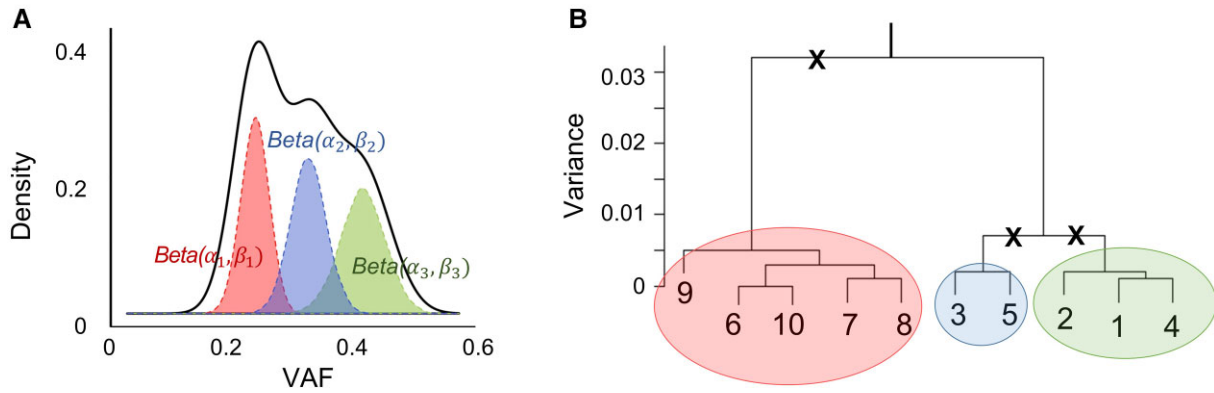 A
Density
0.4
0.2
0
Beta(α₁,β₁)
Beta(α₂,β₂)
Beta(α₃,β₃)
0 0.2 0.4 0.6
VAF
B
Variance
0.03
0.02
0.01
0
X
X X
9 6 10 7 8 3 5 2 1 4